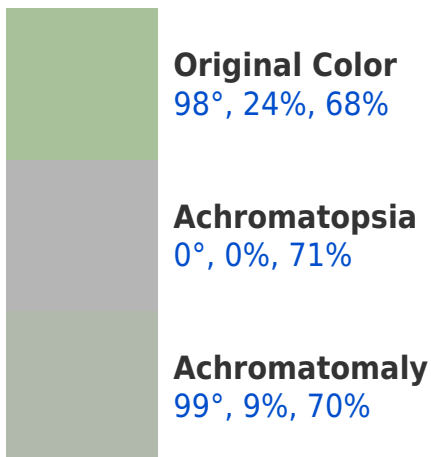 Original Color
98°, 24%, 68%
Achromatopsia
0°, 0%, 71%
Achromatomaly
99°, 9%, 70%